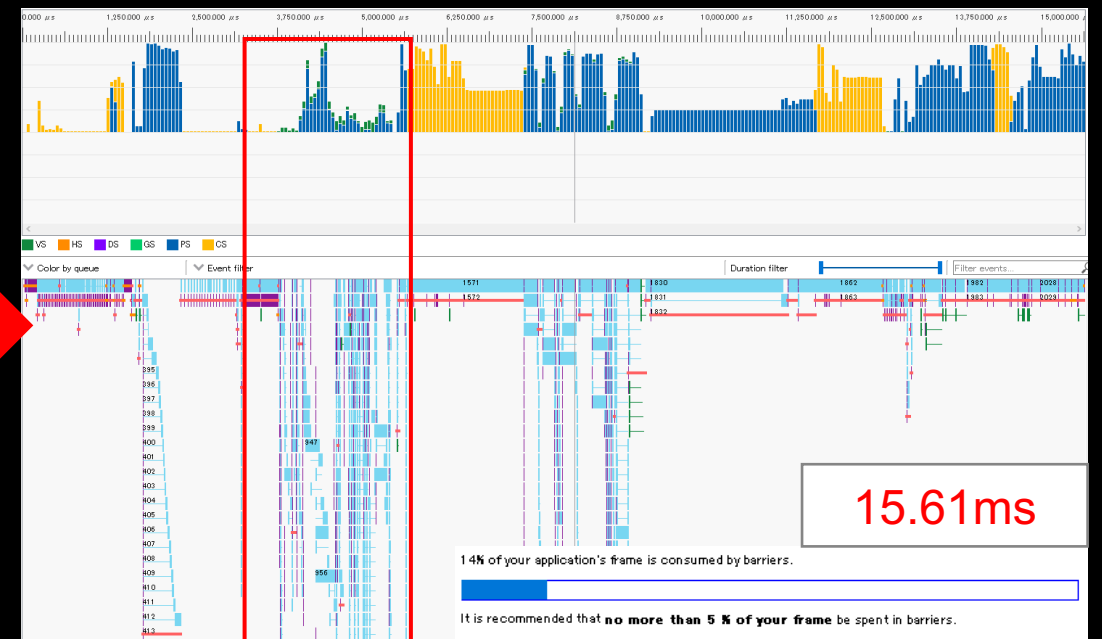 0.000 µs 1,250.000 µs 2,500.000 µs 3,750.000 µs 5,000.000 µs 6,250.000 µs 7,500.000 µs 8,750.000 µs 10,000.000 µs 11,250.000 µs 12,500.000 µs 13,750.000 µs 15,000.000
VS HS DS GS PS CS
Color by queue Event filter Duration filter Filter events...
1571 1830 1862 1982 2028
1572 1831 1863 1983 2029
1832
395
396
397
398
399
400 947
401
402
403
404
405
406
407
408
409 956
410
411
412
413
15.61ms
14% of your application's frame is consumed by barriers.
It is recommended that no more than 5 % of your frame be spent in barriers.